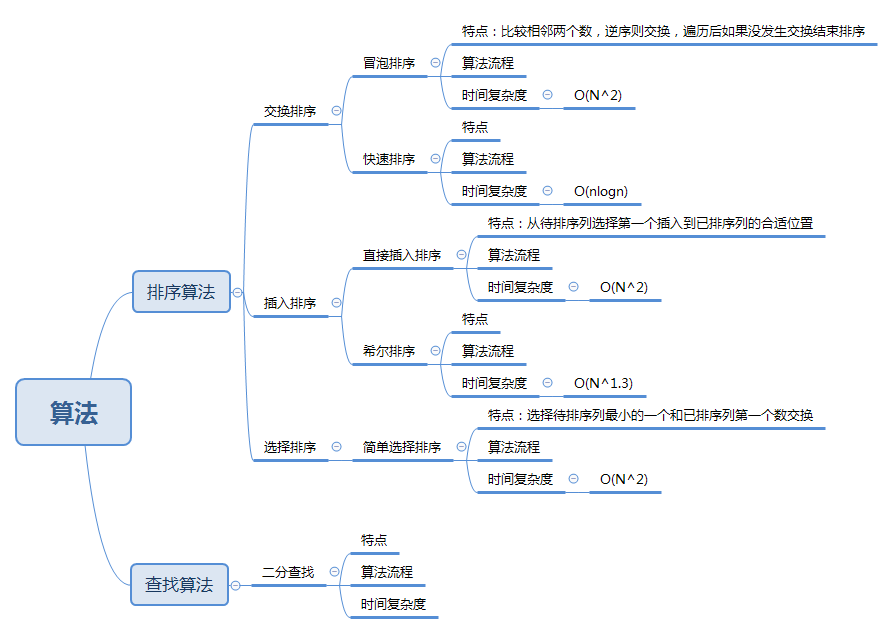 算法
排序算法
交换排序
冒泡排序
特点：比较相邻两个数，逆序则交换，遍历后如果没发生交换结束排序
算法流程
时间复杂度
O(N^2)
快速排序
特点
算法流程
时间复杂度
O(nlogn)
插入排序
直接插入排序
特点：从待排序列选择第一个插入到已排序列的合适位置
算法流程
时间复杂度
O(N^2)
希尔排序
特点
算法流程
时间复杂度
O(N^1.3)
选择排序
简单选择排序
特点：选择待排序列最小的一个和已排序列第一个数交换
算法流程
时间复杂度
O(N^2)
查找算法
二分查找
特点
算法流程
时间复杂度